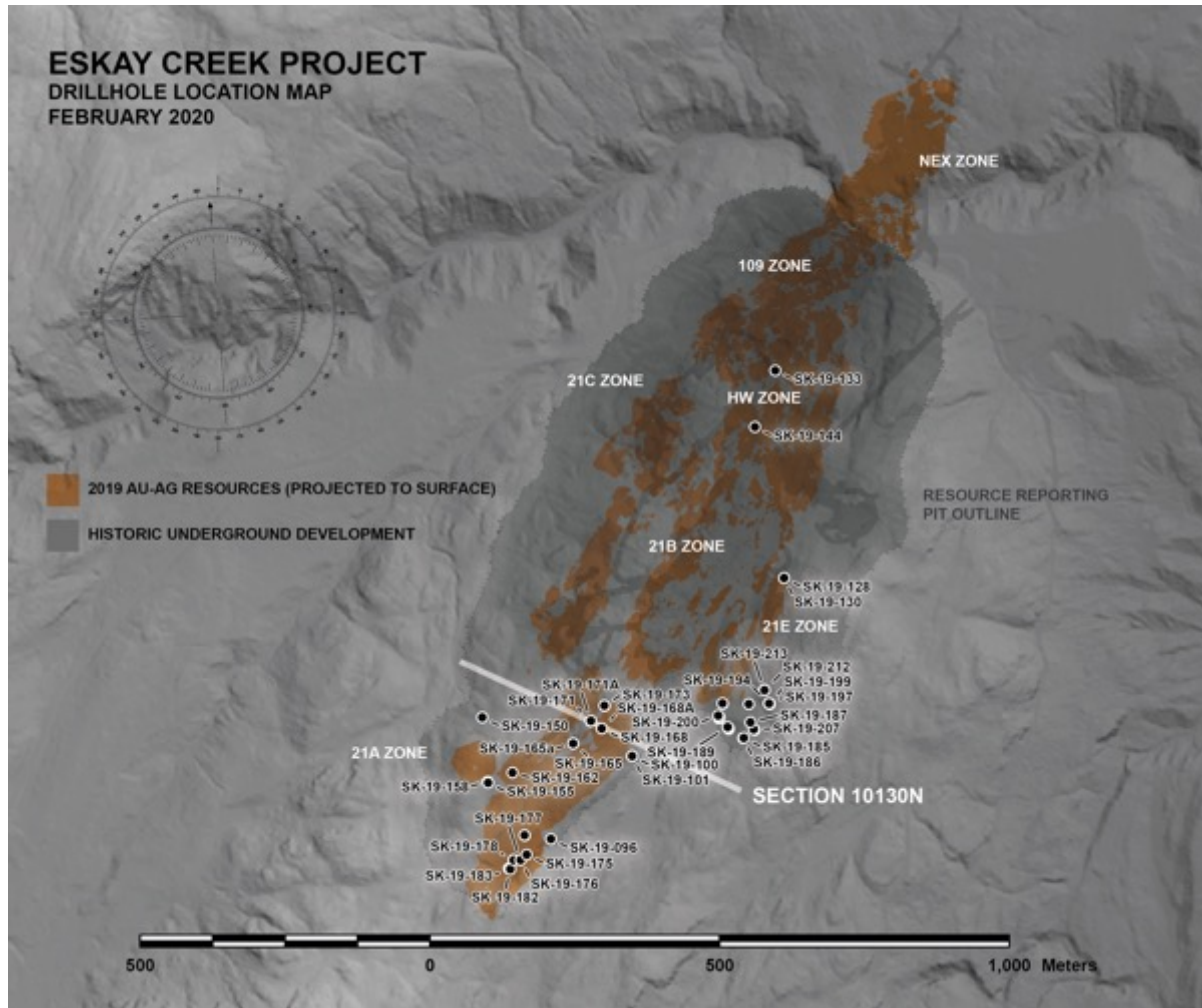 ESKAY CREEK PROJECT
DRILLHOLE LOCATION MAP
FEBRUARY 2020
NEX ZONE
109 ZONE
21C ZONE
SK-19-133
HW ZONE
SK-19-144
2019 AU-AG RESOURCES (PROJECTED TO SURFACE)
HISTORIC UNDERGROUND DEVELOPMENT
RESOURCE REPORTING
PIT OUTLINE
21B ZONE
SK-19-128
SK-19-130
21E ZONE
SK-19-213
SK-19-212
SK-19-194
SK-19-199
SK-19-197
SK-19-171A
SK-19-171
SK-19-173
SK-19-168A
SK-19-200
SK-19-187
SK-19-150
SK-19-168
SK-19-207
SK-19-165a
SK-19-189
SK-19-185
21A ZONE
SK-19-165
SK-19-100
SK-19-186
SK-19-162
SK-19-101
SK-19-158
SK-19-155
SECTION 10130N
SK-19-177
SK-19-178
SK-19-096
SK-19-175
SK-19-183
SK-19-176
SK-19-182
500
0
500
1,000 Meters